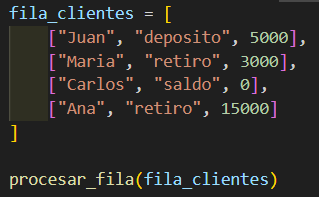 fila_clientes = [
    ["Juan", "deposito", 5000],
    ["Maria", "retiro", 3000],
    ["Carlos", "saldo", 0],
    ["Ana", "retiro", 15000]
]
procesar_fila(fila_clientes)